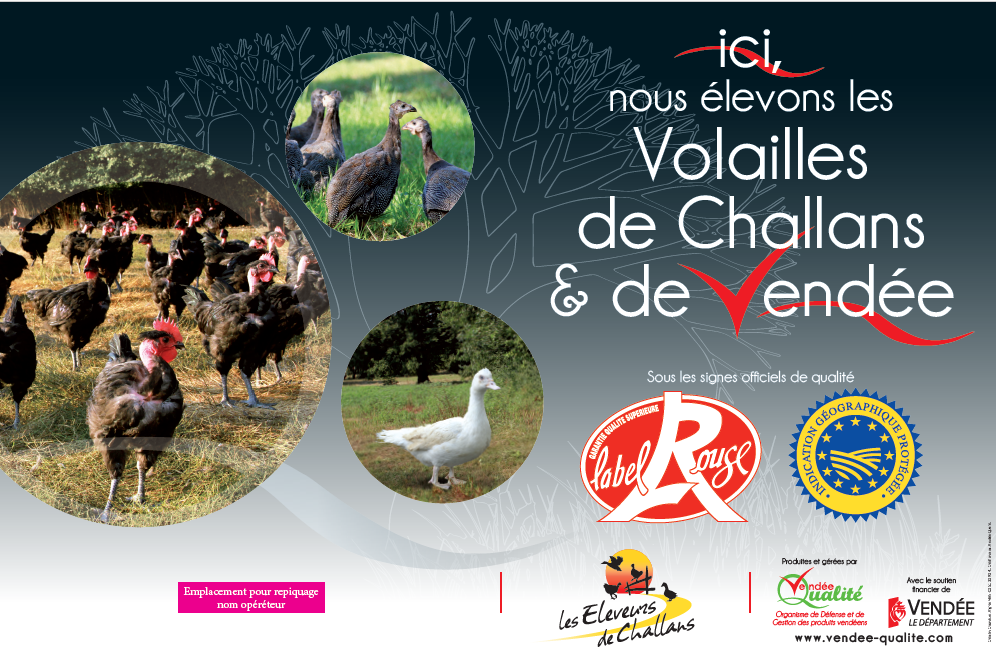 ici,
nous élevons les
Volailles
de Challans
& de Vendée
Sous les signes officiels de qualité
GARANTIE QUALITÉ SUPÉRIEURE
label Rouge
INDICATION GÉOGRAPHIQUE PROTÉGÉE
Emplacement pour repiquage
nom opéréteur
les Eleveurs
de Challans
Produites et gérées par
Vendée
Qualité
Organisme de Défense et de
Gestion des produits vendéens
Avec le soutien
financier de
VENDÉE
LE DÉPARTEMENT
www.vendee-qualite.com